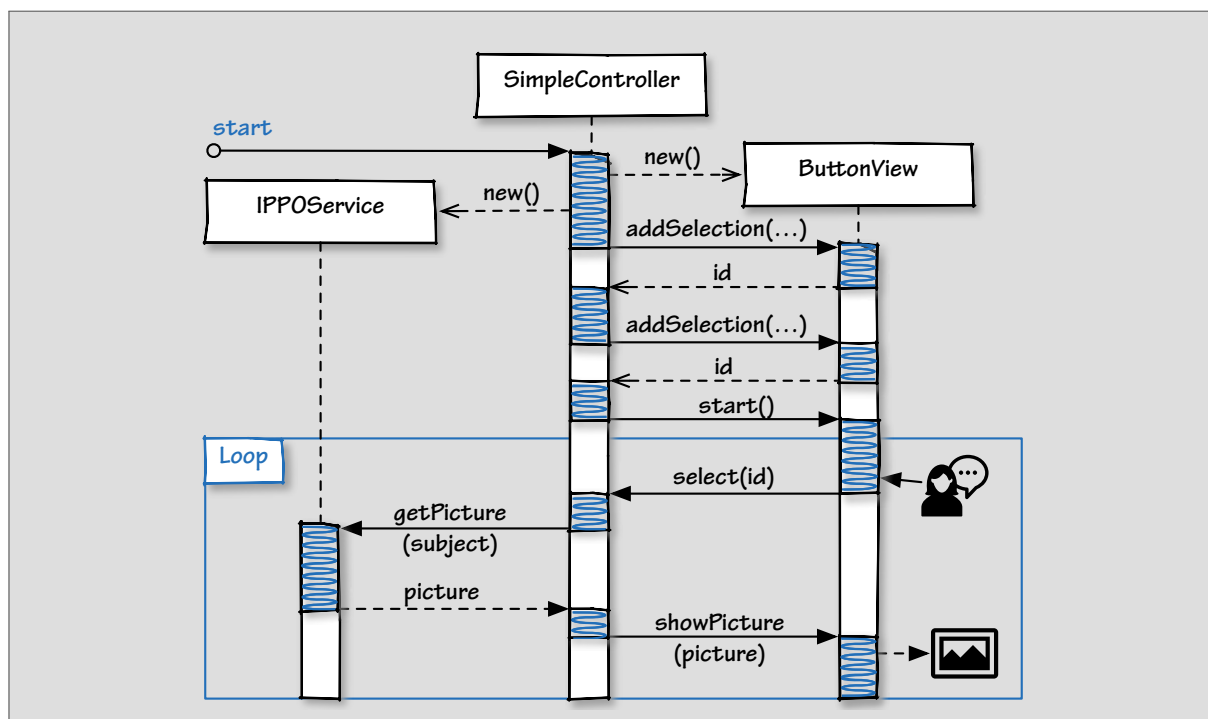 SimpleController
start
new()
ButtonView
IPPOService
new()
addSelection(...)
id
addSelection(...)
id
start()
Loop
select(id)
getPicture
(subject)
picture
showPicture
(picture)